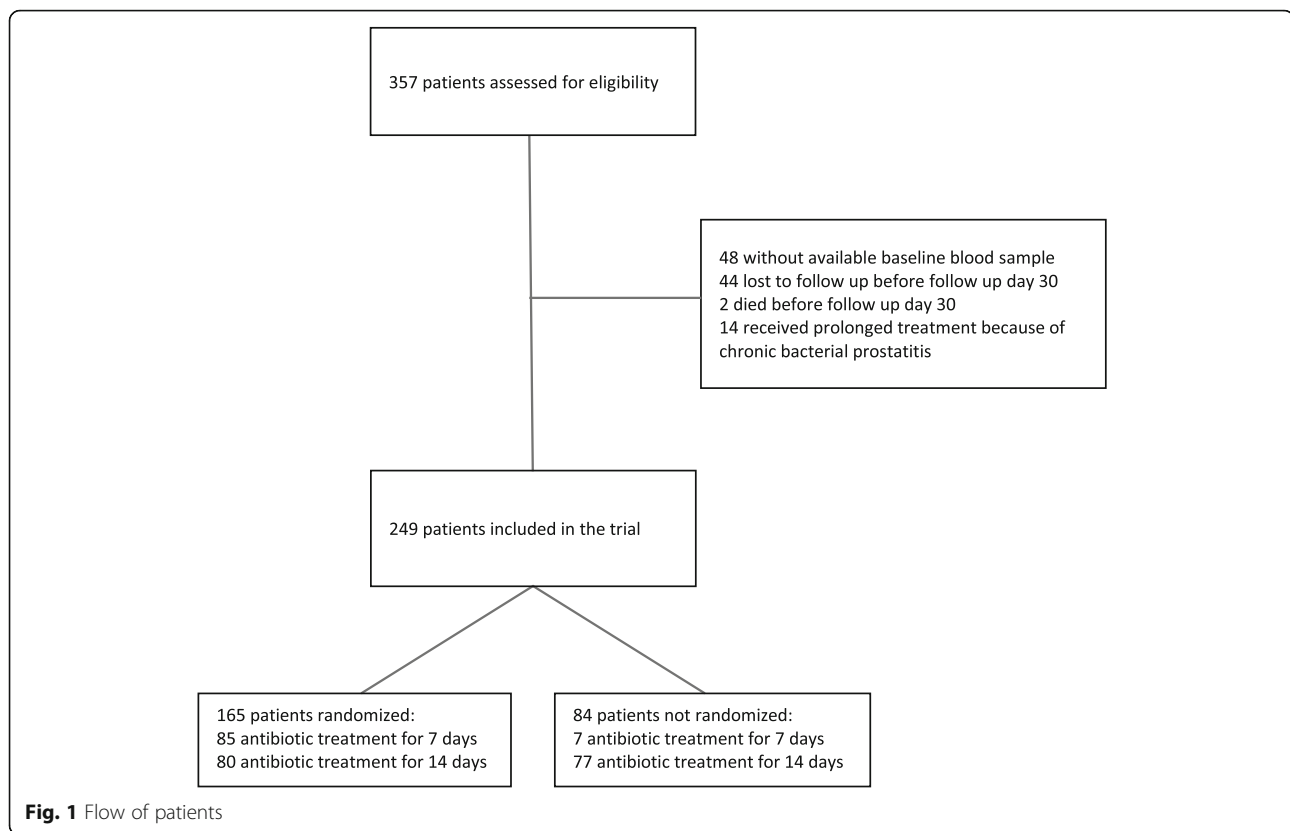 357 patients assessed for eligibility
48 without available baseline blood sample
44 lost to follow up before follow up day 30
2 died before follow up day 30
14 received prolonged treatment because of
chronic bacterial prostatitis
249 patients included in the trial
165 patients randomized:
85 antibiotic treatment for 7 days
80 antibiotic treatment for 14 days
84 patients not randomized:
7 antibiotic treatment for 7 days
77 antibiotic treatment for 14 days
Fig. 1 Flow of patients